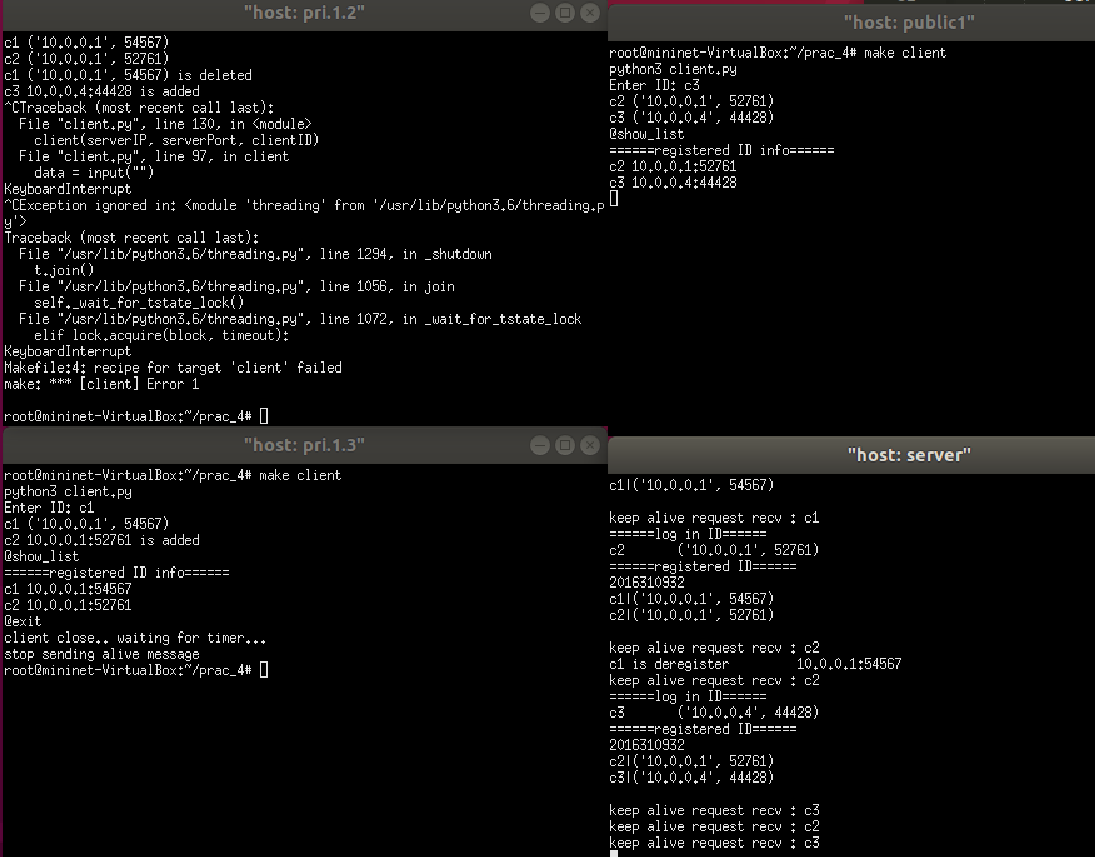 "host: pri.1.2"
c1 ('10.0.0.1', 54567)
c2 ('10.0.0.1', 52761)
c1 ('10.0.0.1', 54567) is deleted
c3 10.0.0.4:44428 is added
^CTraceback (most recent call last):
  File "client.py", line 130, in <module>
    client(serverIP, serverPort, clientID)
  File "client.py", line 97, in client
    data = input("")
KeyboardInterrupt
^CException ignored in: <module 'threading' from '/usr/lib/python3.6/threading.p
y'>
Traceback (most recent call last):
  File "/usr/lib/python3.6/threading.py", line 1294, in _shutdown
    t.join()
  File "/usr/lib/python3.6/threading.py", line 1056, in join
    self._wait_for_tstate_lock()
  File "/usr/lib/python3.6/threading.py", line 1072, in _wait_for_tstate_lock
    elif lock.acquire(block, timeout):
KeyboardInterrupt
Makefile:4: recipe for target 'client' failed
make: *** [client] Error 1
root@mininet-VirtualBox:~/prac_4#
"host: public1"
root@mininet-VirtualBox:~/prac_4# make client
python3 client.py
Enter ID: c3
c2 ('10.0.0.1', 52761)
c3 ('10.0.0.4', 44428)
@show_list
======registered ID info======
c2 10.0.0.1:52761
c3 10.0.0.4:44428
"host: pri.1.3"
root@mininet-VirtualBox:~/prac_4# make client
python3 client.py
Enter ID: c1
c1 ('10.0.0.1', 54567)
c2 10.0.0.1:52761 is added
@show_list
======registered ID info======
c1 10.0.0.1:54567
c2 10.0.0.1:52761
@exit
client close.. waiting for timer...
stop sending alive message
root@mininet-VirtualBox:~/prac_4#
"host: server"
c1|('10.0.0.1', 54567)
keep alive request recv : c1
======log in ID======
c2      ('10.0.0.1', 52761)
======registered ID======
2016310932
c1|('10.0.0.1', 54567)
c2|('10.0.0.1', 52761)
keep alive request recv : c2
c1 is deregister        10.0.0.1:54567
keep alive request recv : c2
======log in ID======
c3      ('10.0.0.4', 44428)
======registered ID======
2016310932
c2|('10.0.0.1', 52761)
c3|('10.0.0.4', 44428)
keep alive request recv : c3
keep alive request recv : c2
keep alive request recv : c3